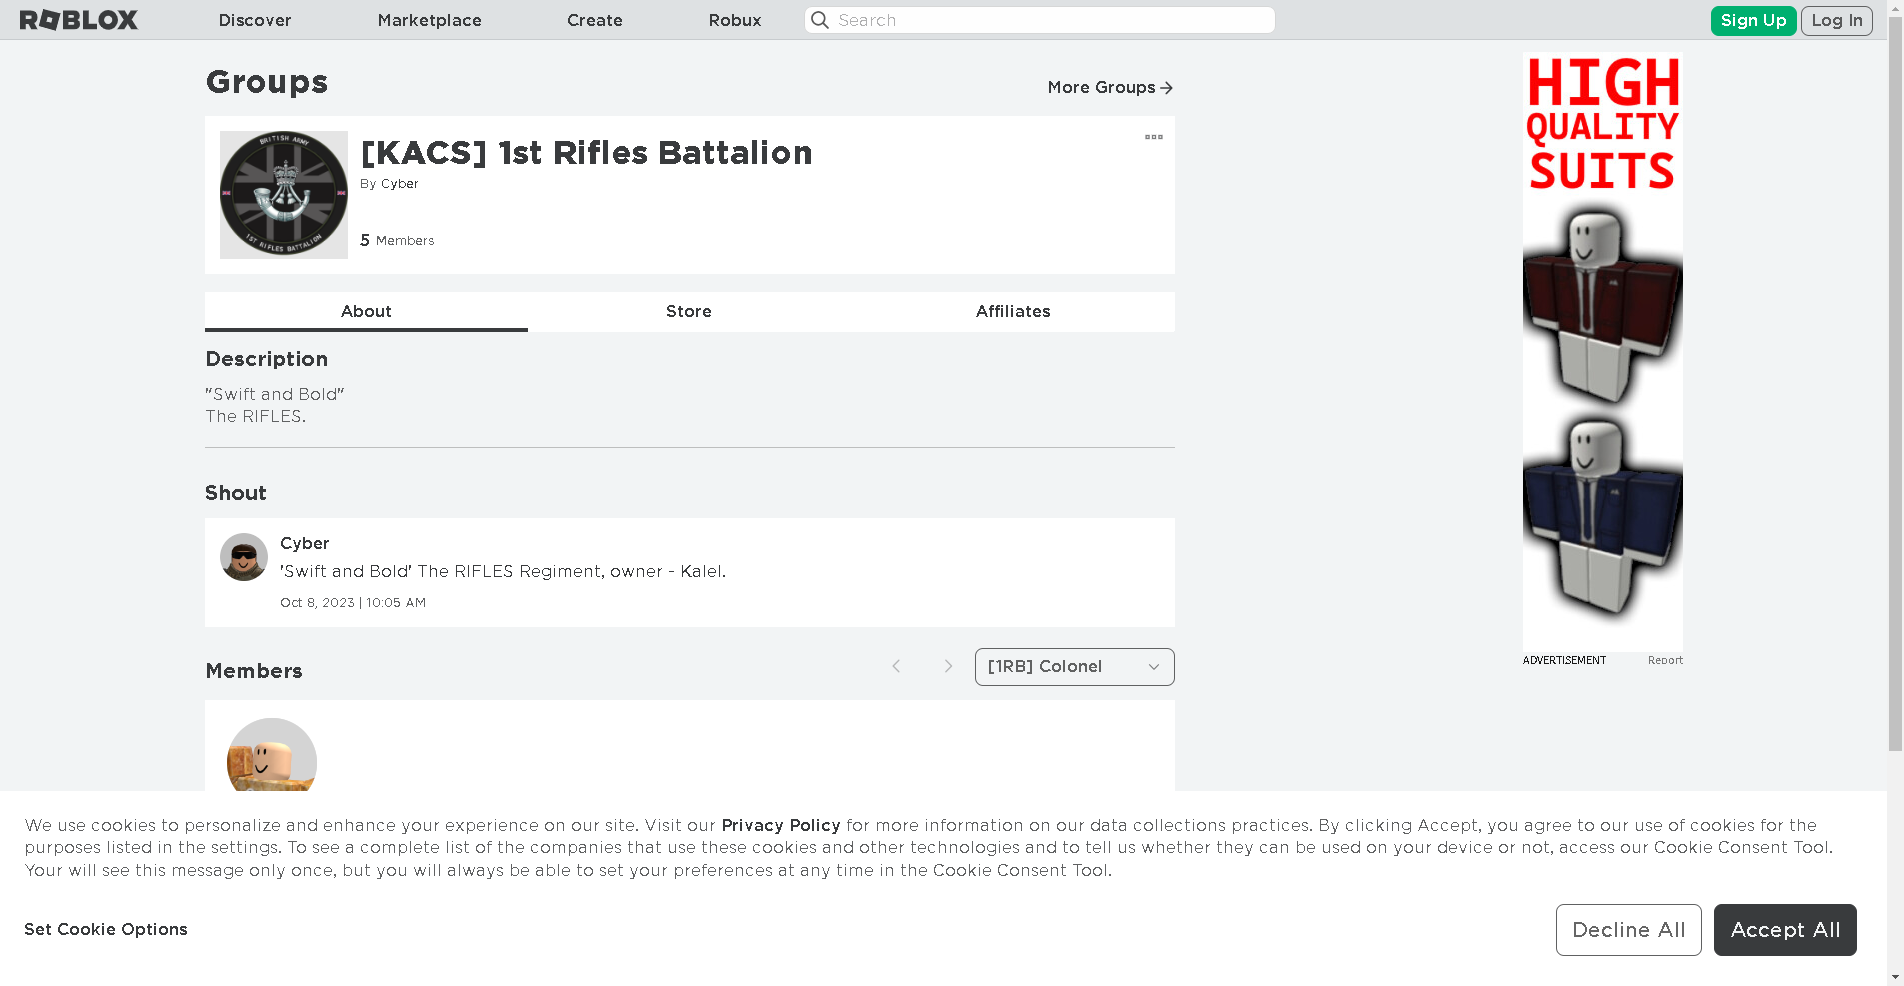 ROBLOX
Discover
Marketplace
Create
Robux
Search
Sign Up
Log In
Groups
More Groups
BRITISH ARMY
1ST RIFLES BATTALION
[KACS] 1st Rifles Battalion
By Cyber
5 Members
About
Store
Affiliates
Description
"Swift and Bold"
The RIFLES.
Shout
Cyber
'Swift and Bold' The RIFLES Regiment, owner - Kalel.
Oct 8, 2023 | 10:05 AM
Members
[1RB] Colonel
HIGH
QUALITY
SUITS
ADVERTISEMENT
Report
We use cookies to personalize and enhance your experience on our site. Visit our Privacy Policy for more information on our data collections practices. By clicking Accept, you agree to our use of cookies for the
purposes listed in the settings. To see a complete list of the companies that use these cookies and other technologies and to tell us whether they can be used on your device or not, access our Cookie Consent Tool.
Your will see this message only once, but you will always be able to set your preferences at any time in the Cookie Consent Tool.
Set Cookie Options
Decline All
Accept All